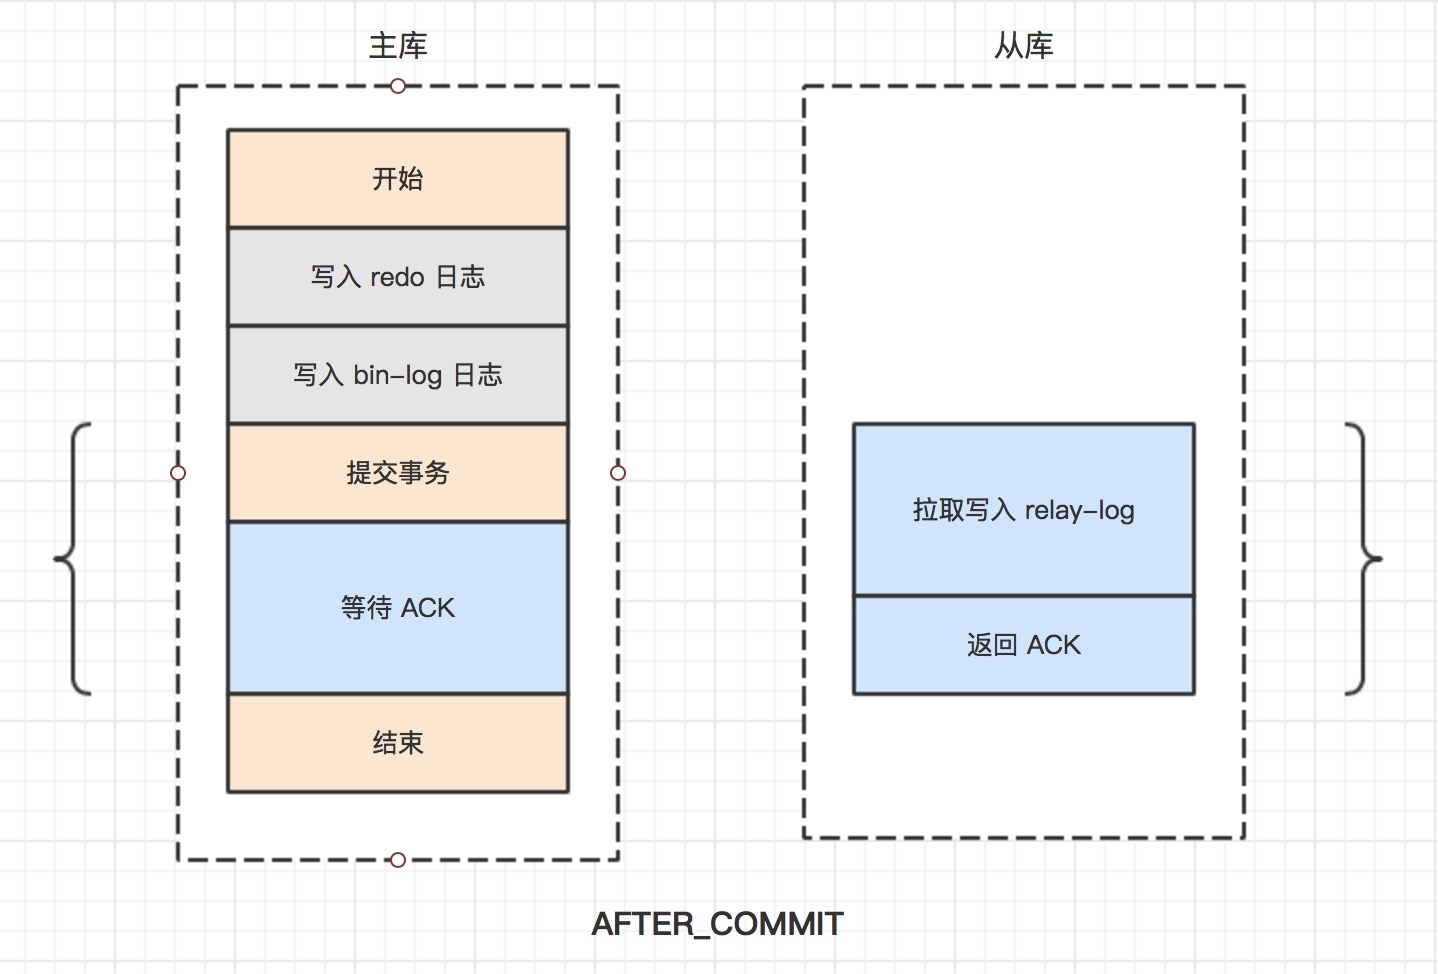 主库
从库
开始
写入 redo 日志
写入 bin-log 日志
提交事务
等待 ACK
结束
拉取写入 relay-log
返回 ACK
AFTER_COMMIT